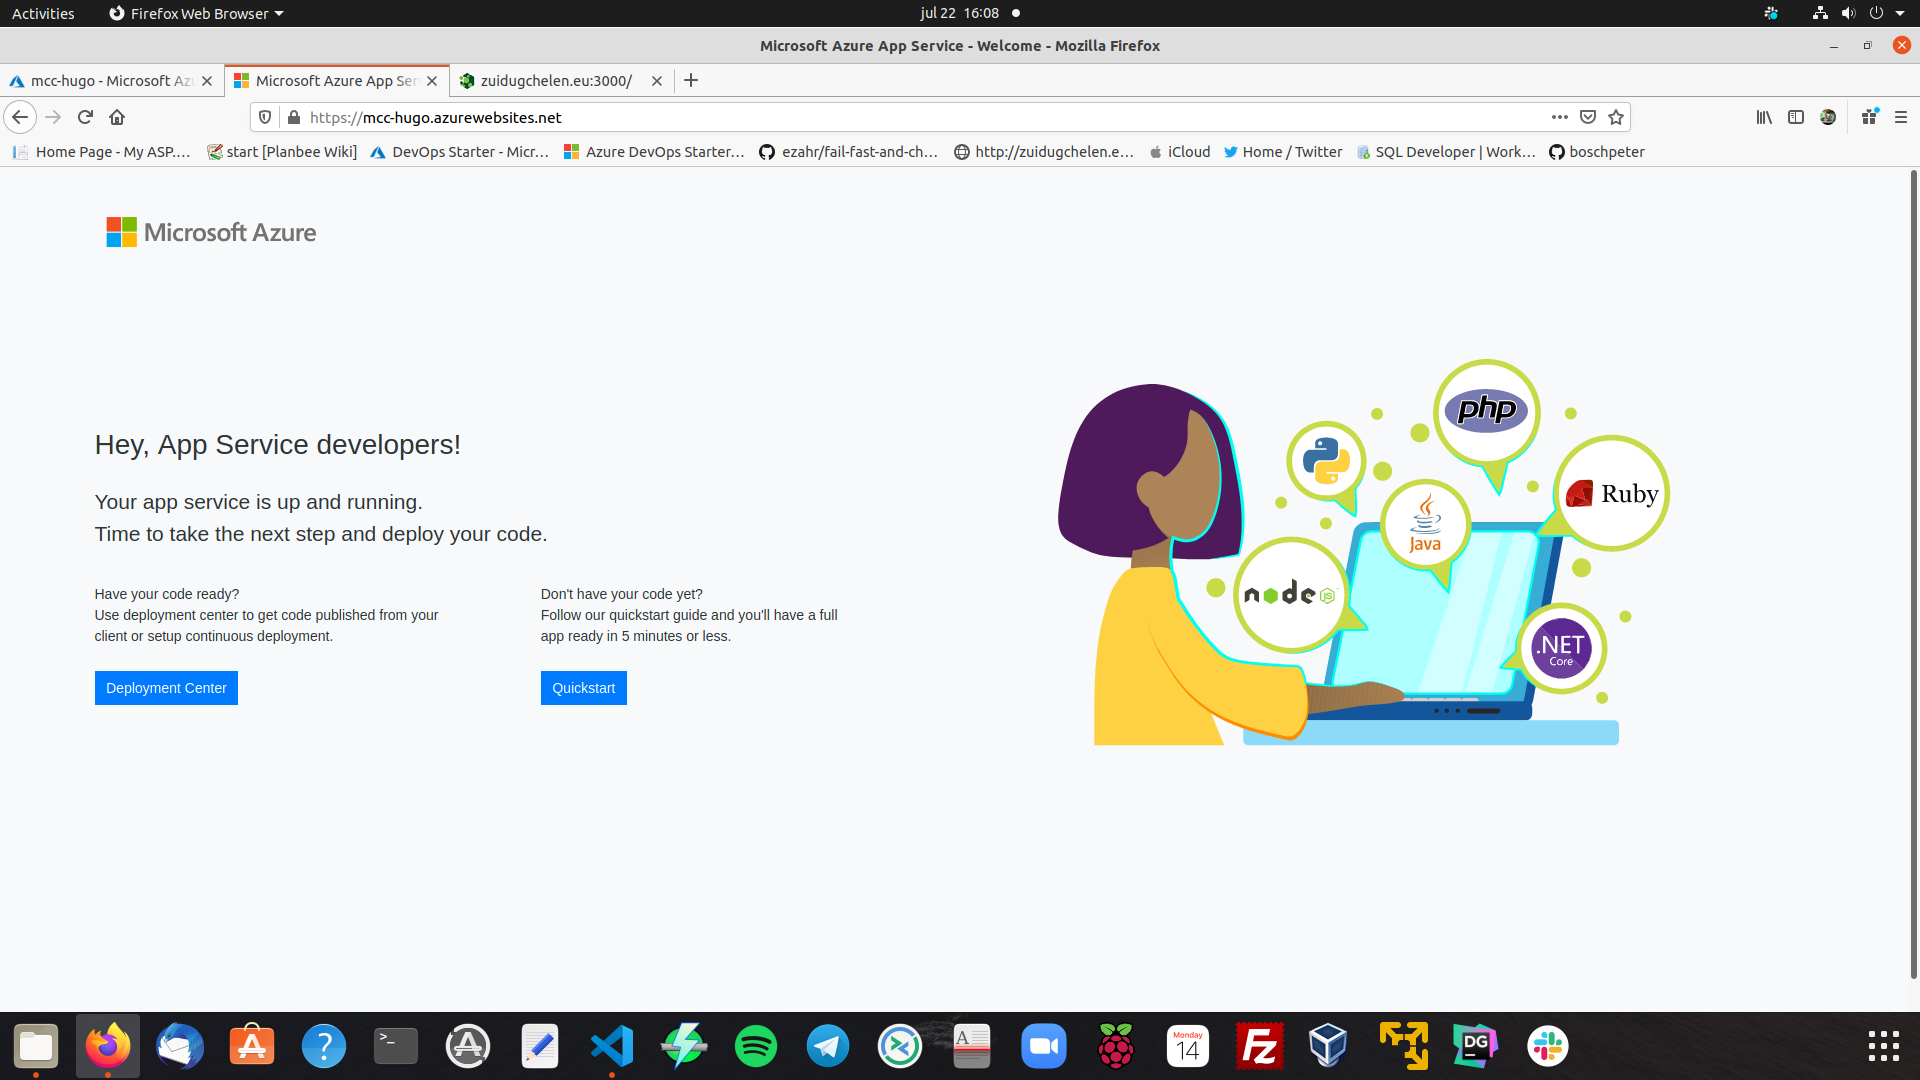 Activities
Firefox Web Browser
jul 22 16:08
Microsoft Azure App Service - Welcome - Mozilla Firefox
mcc-hugo - Microsoft Az
Microsoft Azure App Ser
zuidugchelen.eu:3000/
https://mcc-hugo.azurewebsites.net
Home Page - My ASP....
start [Planbee Wiki]
DevOps Starter - Micr...
Azure DevOps Starter...
ezahr/fail-fast-and-ch...
http://zuidugchelen.e...
iCloud
Home / Twitter
SQL Developer | Work...
boschpeter
Microsoft Azure
Hey, App Service developers!
Your app service is up and running.
Time to take the next step and deploy your code.
Have your code ready?
Use deployment center to get code published from your
client or setup continuous deployment.
Deployment Center
Don't have your code yet?
Follow our quickstart guide and you'll have a full
app ready in 5 minutes or less.
Quickstart
php
Ruby
Java
node
JS
.NET
Core
?
>_
A
Monday
14
Fz
DG